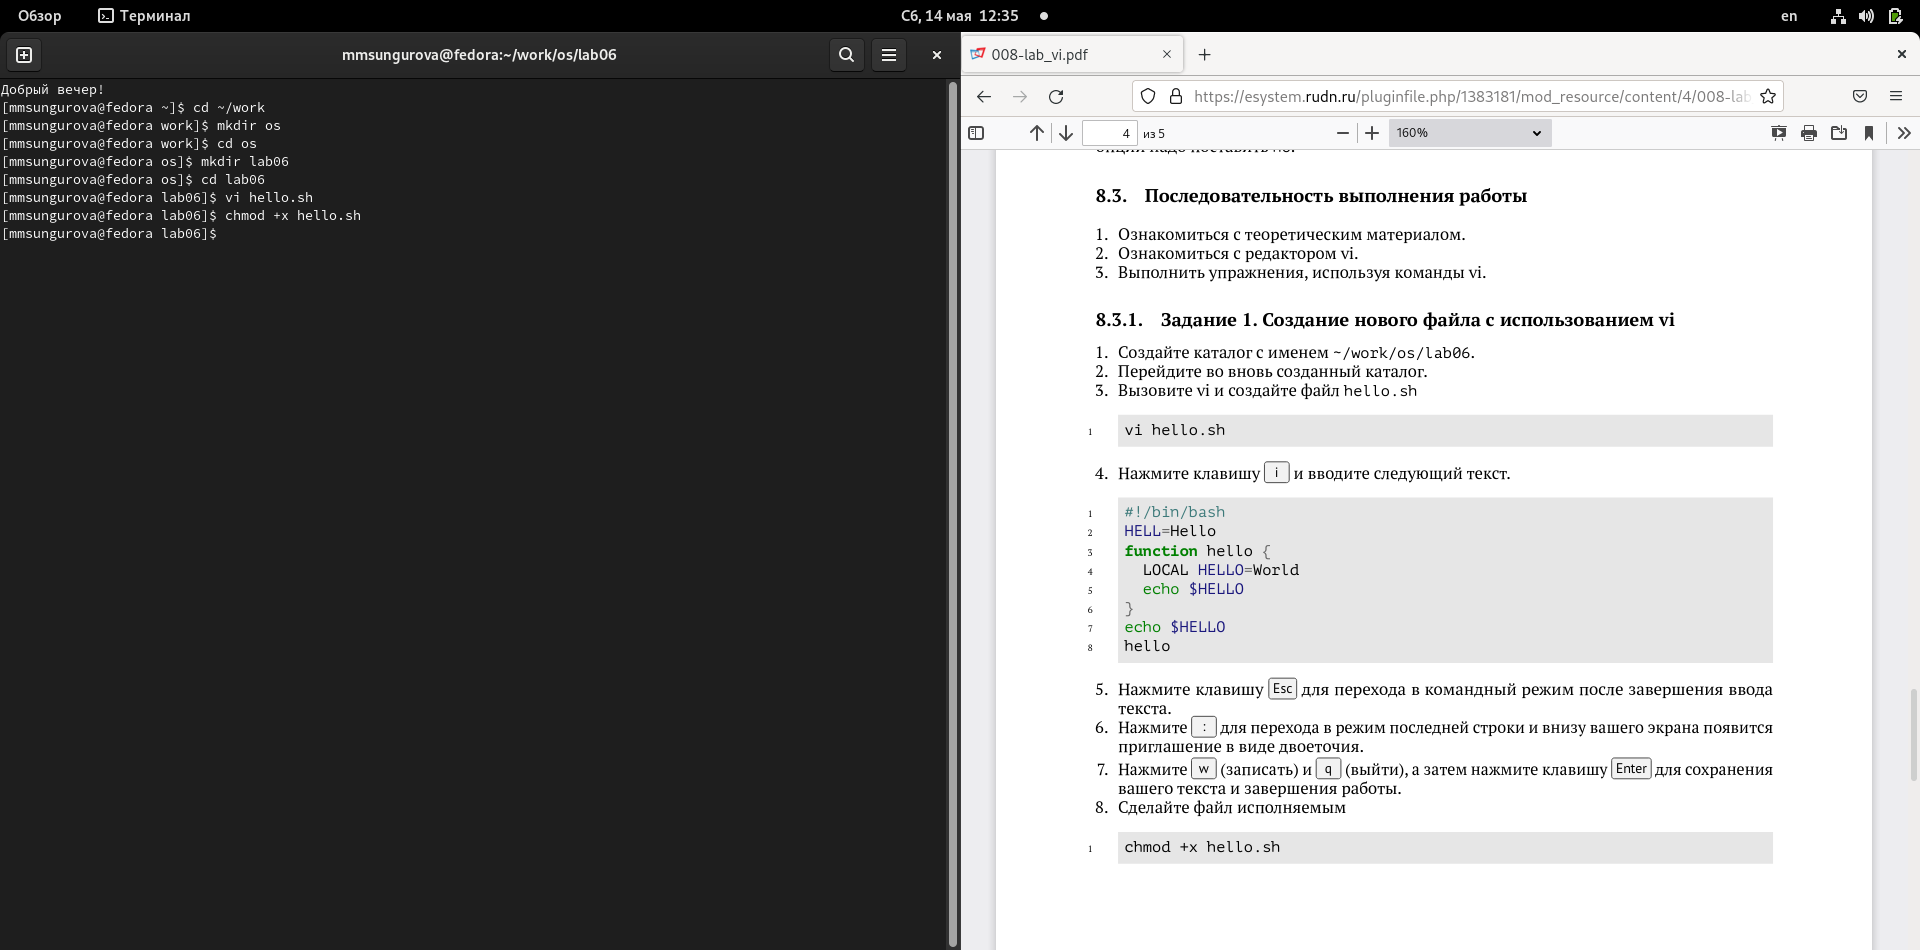 Обзор
Терминал
Сб, 14 мая 12:35
en
mmsungurova@fedora:~/work/os/lab06
Добрый вечер!
[mmsungurova@fedora ~]$ cd ~/work
[mmsungurova@fedora work]$ mkdir os
[mmsungurova@fedora work]$ cd os
[mmsungurova@fedora os]$ mkdir lab06
[mmsungurova@fedora os]$ cd lab06
[mmsungurova@fedora lab06]$ vi hello.sh
[mmsungurova@fedora lab06]$ chmod +x hello.sh
[mmsungurova@fedora lab06]$
008-lab_vi.pdf
https://esystem.rudn.ru/pluginfile.php/1383181/mod_resource/content/4/008-lab
4 из 5
160%
8.3. Последовательность выполнения работы
1. Ознакомиться с теоретическим материалом.
2. Ознакомиться с редактором vi.
3. Выполнить упражнения, используя команды vi.
8.3.1. Задание 1. Создание нового файла с использованием vi
1. Создайте каталог с именем ~/work/os/lab06.
2. Перейдите во вновь созданный каталог.
3. Вызовите vi и создайте файл hello.sh
1 vi hello.sh
4. Нажмите клавишу i и вводите следующий текст.
1 #!/bin/bash
2 HELL=Hello
3 function hello {
4 LOCAL HELLO=World
5 echo $HELLO
6 }
7 echo $HELLO
8 hello
5. Нажмите клавишу Esc для перехода в командный режим после завершения ввода
текста.
6. Нажмите : для перехода в режим последней строки и внизу вашего экрана появится
приглашение в виде двоеточия.
7. Нажмите w (записать) и q (выйти), а затем нажмите клавишу Enter для сохранения
вашего текста и завершения работы.
8. Сделайте файл исполняемым
1 chmod +x hello.sh